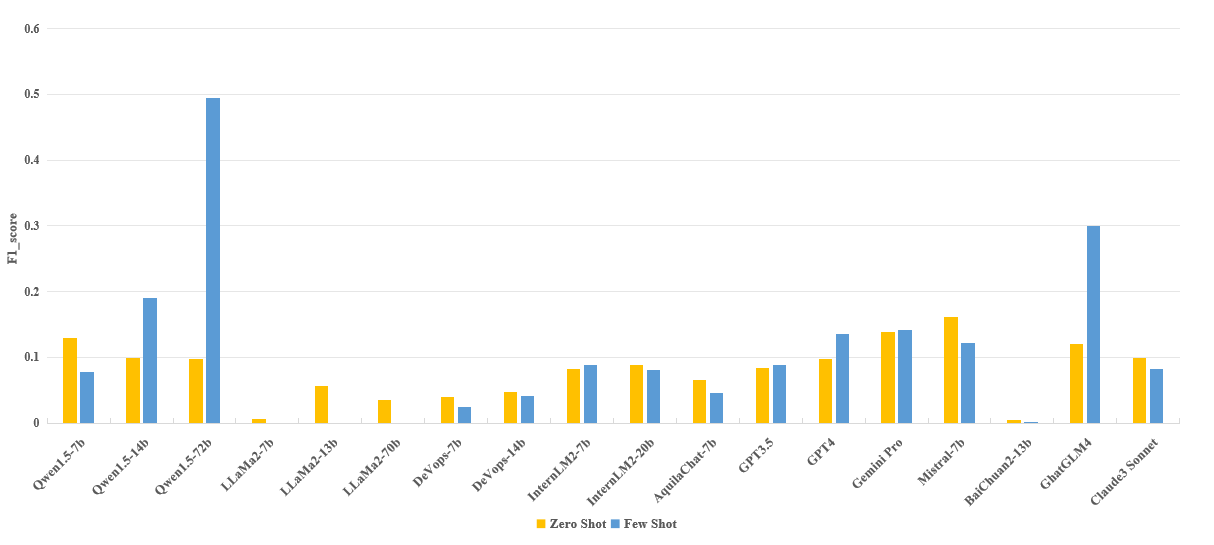 0.6
0.5
0.4
0.3
0.2
0.1
0
F1_score
Qwen1.5-7b
Qwen1.5-14b
Qwen1.5-72b
LLaMa2-7b
LLaMa2-13b
LLaMa2-70b
DeVops-7b
DeVops-14b
InternLM2-7b
InternLM2-20b
AquilaChat-7b
GPT3.5
GPT4
Gemini Pro
Mistral-7b
BaiChuan2-13b
GhatGLM4
Claude3 Sonnet
Zero Shot Few Shot